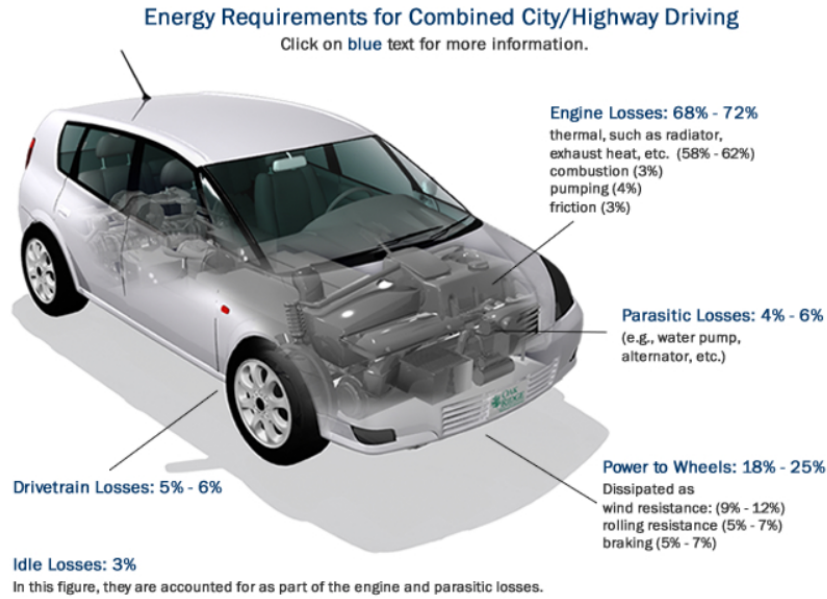 Energy Requirements for Combined City/Highway Driving
Click on blue text for more information.
Engine Losses: 68% - 72%
thermal, such as radiator,
exhaust heat, etc. (58% - 62%)
combustion (3%)
pumping (4%)
friction (3%)
Parasitic Losses: 4% - 6%
(e.g., water pump,
alternator, etc.)
OAK
RIDGE
Power to Wheels: 18% - 25%
Dissipated as
wind resistance: (9% - 12%)
rolling resistance (5% - 7%)
braking (5% - 7%)
Drivetrain Losses: 5% - 6%
Idle Losses: 3%
In this figure, they are accounted for as part of the engine and parasitic losses.